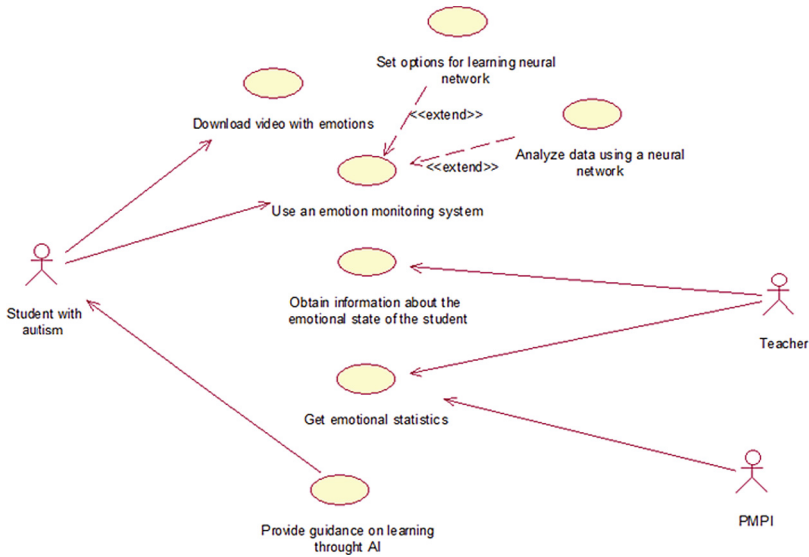 Set options for learning neural
network
<<extend>>
Download video with emotions
<<extend>>
Analyze data using a neural
network
Use an emotion monitoring system
Student with
autism
Obtain information about the
emotional state of the student
Teacher
Get emotional statistics
Provide guidance on learning
throught AI
PMPI